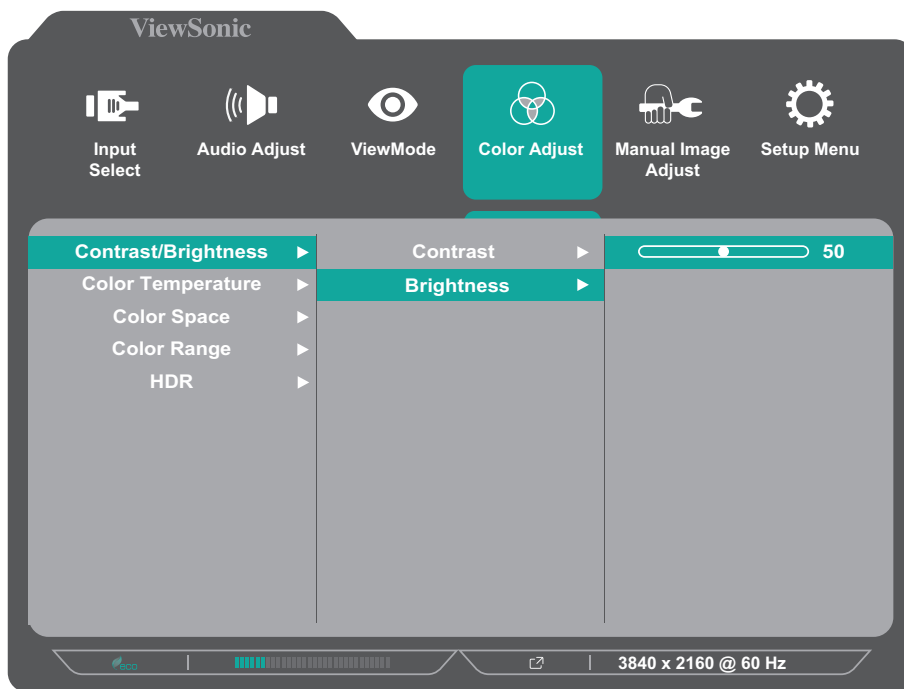 ViewSonic
Input
Select
Audio Adjust
ViewMode
Color Adjust
Manual Image
Adjust
Setup Menu
Contrast/Brightness
Color Temperature
Color Space
Color Range
HDR
Contrast
Brightness
50
eco
3840 x 2160 @ 60 Hz